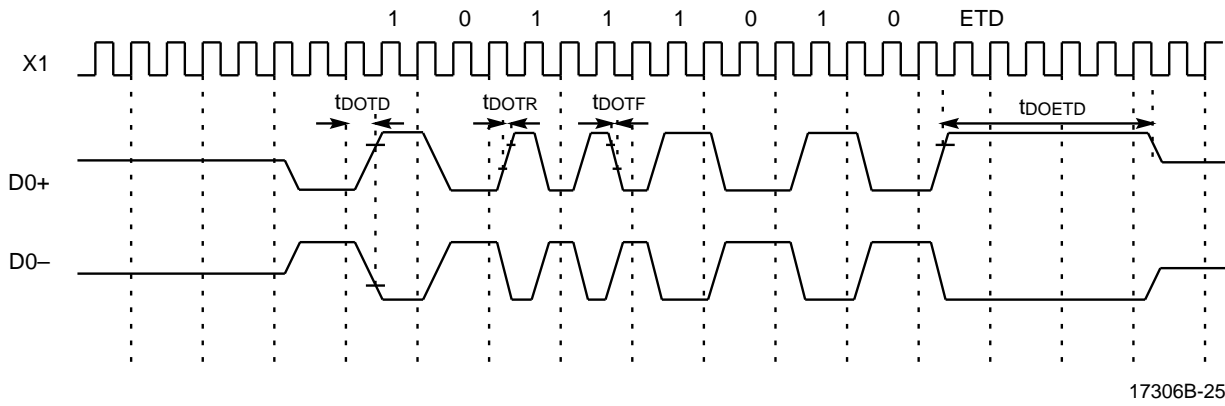 1 0 1 1 1 0 1 0 ETD
X1
tDOTD tDOTR tDOTF tDOETD
D0+
D0–
17306B-25